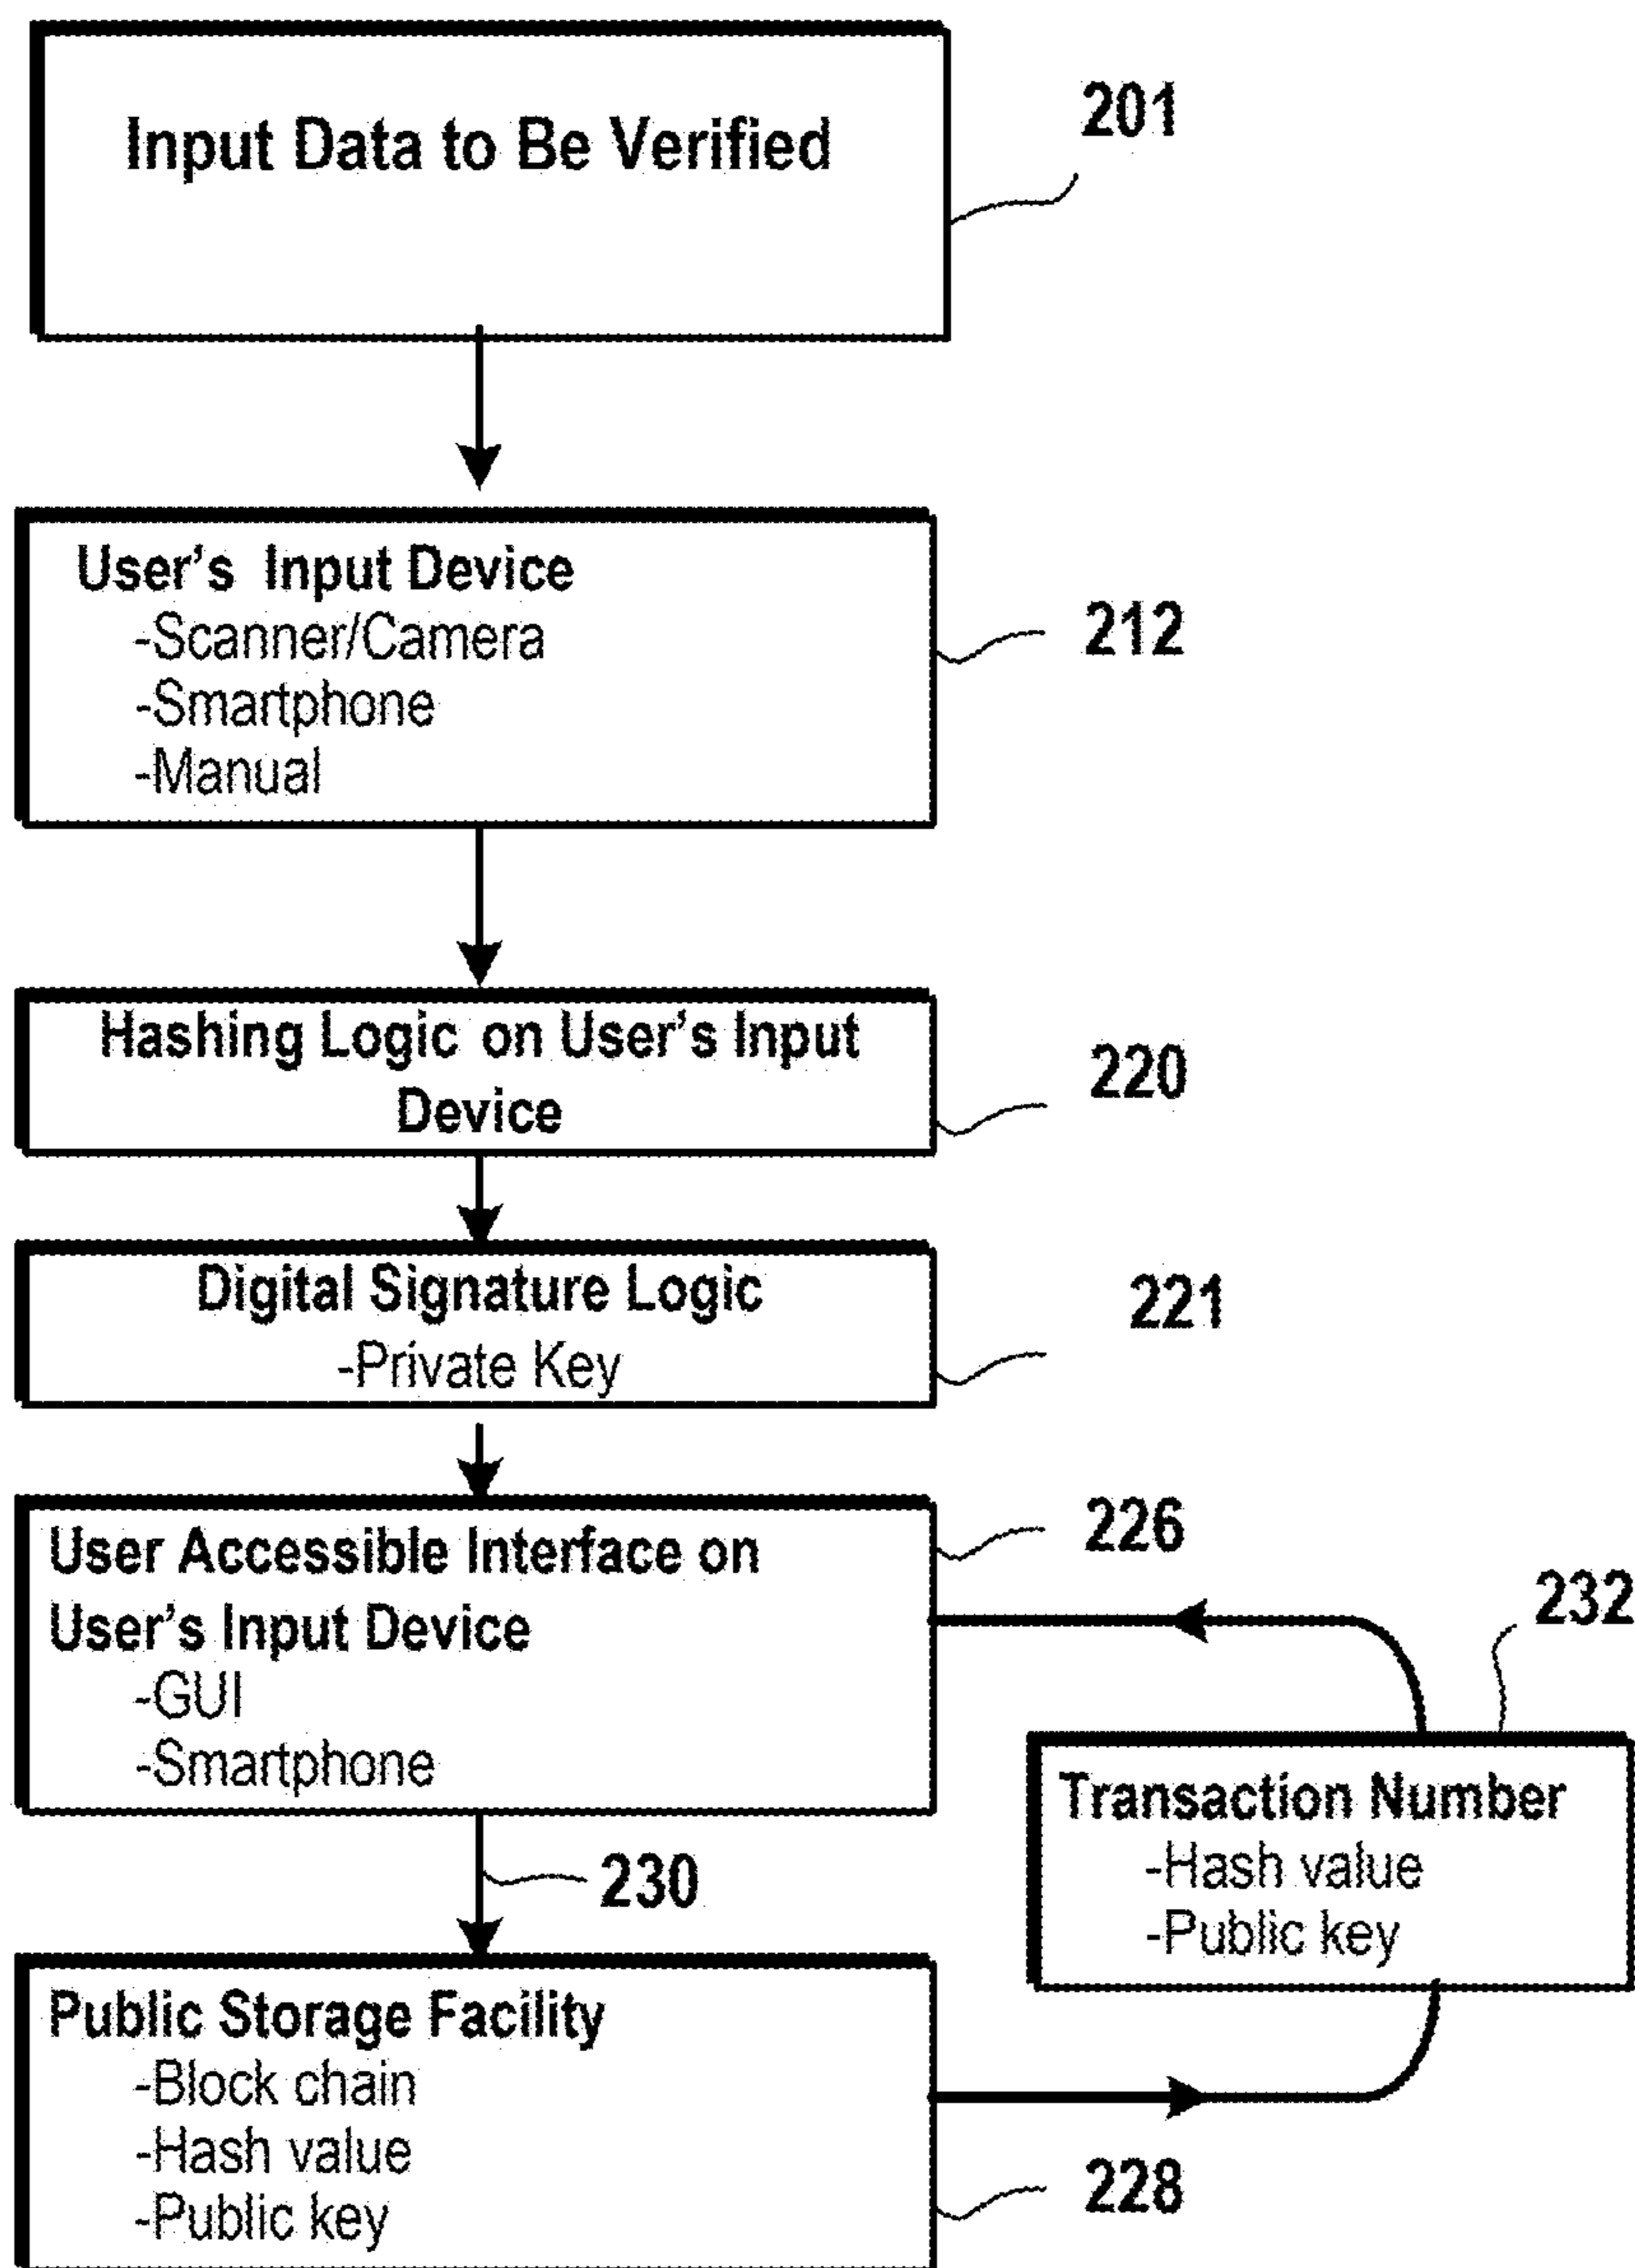 Input Data to Be Verified
201
User's Input Device
-Scanner/Camera
-Smartphone
-Manual
212
Hashing Logic on User's Input
Device
220
Digital Signature Logic
-Private Key
221
User Accessible Interface on
User's Input Device
-GUI
-Smartphone
226
232
Transaction Number
-Hash value
-Public key
230
Public Storage Facility
-Block chain
-Hash value
-Public key
228